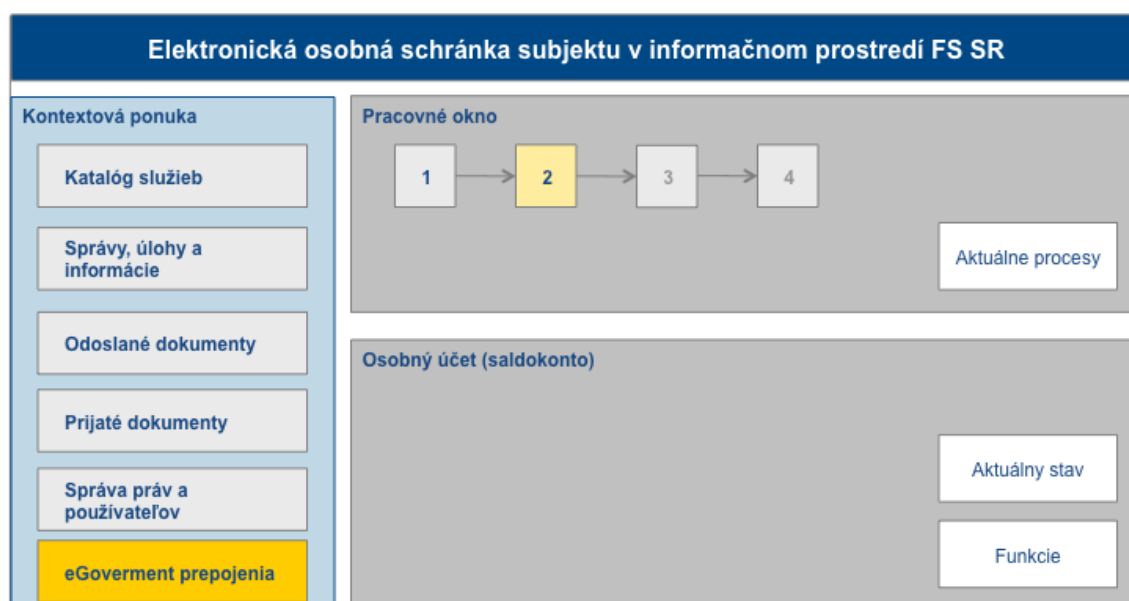 Elektronická osobná schránka subjektu v informačnom prostredí FS SR
Kontextová ponuka
Katalóg služieb
Správy, úlohy a
informácie
Odoslané dokumenty
Prijaté dokumenty
Správa práv a
používateľov
eGoverment prepojenia
Pracovné okno
1
2
3
4
Aktuálne procesy
Osobný účet (saldokonto)
Aktuálny stav
Funkcie